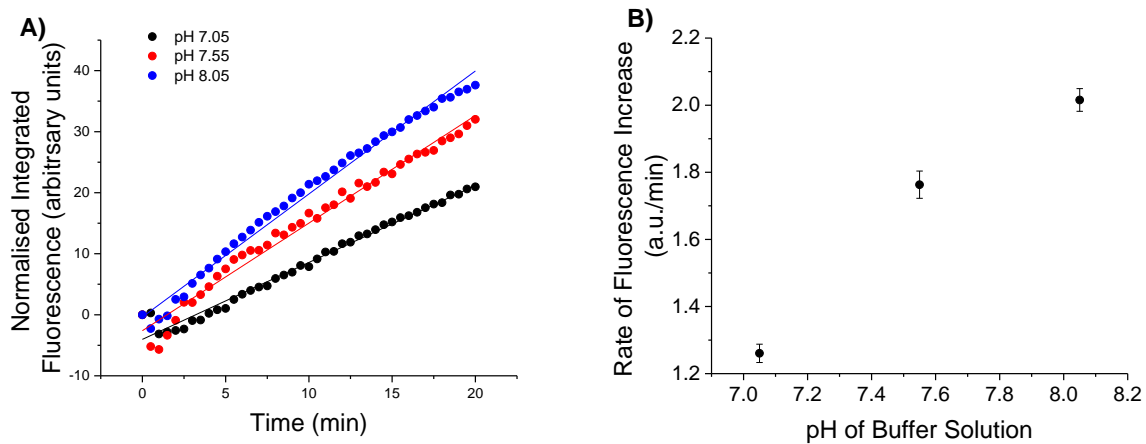 A)
pH 7.05
pH 7.55
pH 8.05
Normalised Integrated
Fluorescence (arbitrsary units)
40
30
20
10
0
-10
0
5
10
15
20
Time (min)
B)
Rate of Fluorescence Increase
(a.u./min)
2.2
2.0
1.8
1.6
1.4
1.2
7.0
7.2
7.4
7.6
7.8
8.0
8.2
pH of Buffer Solution